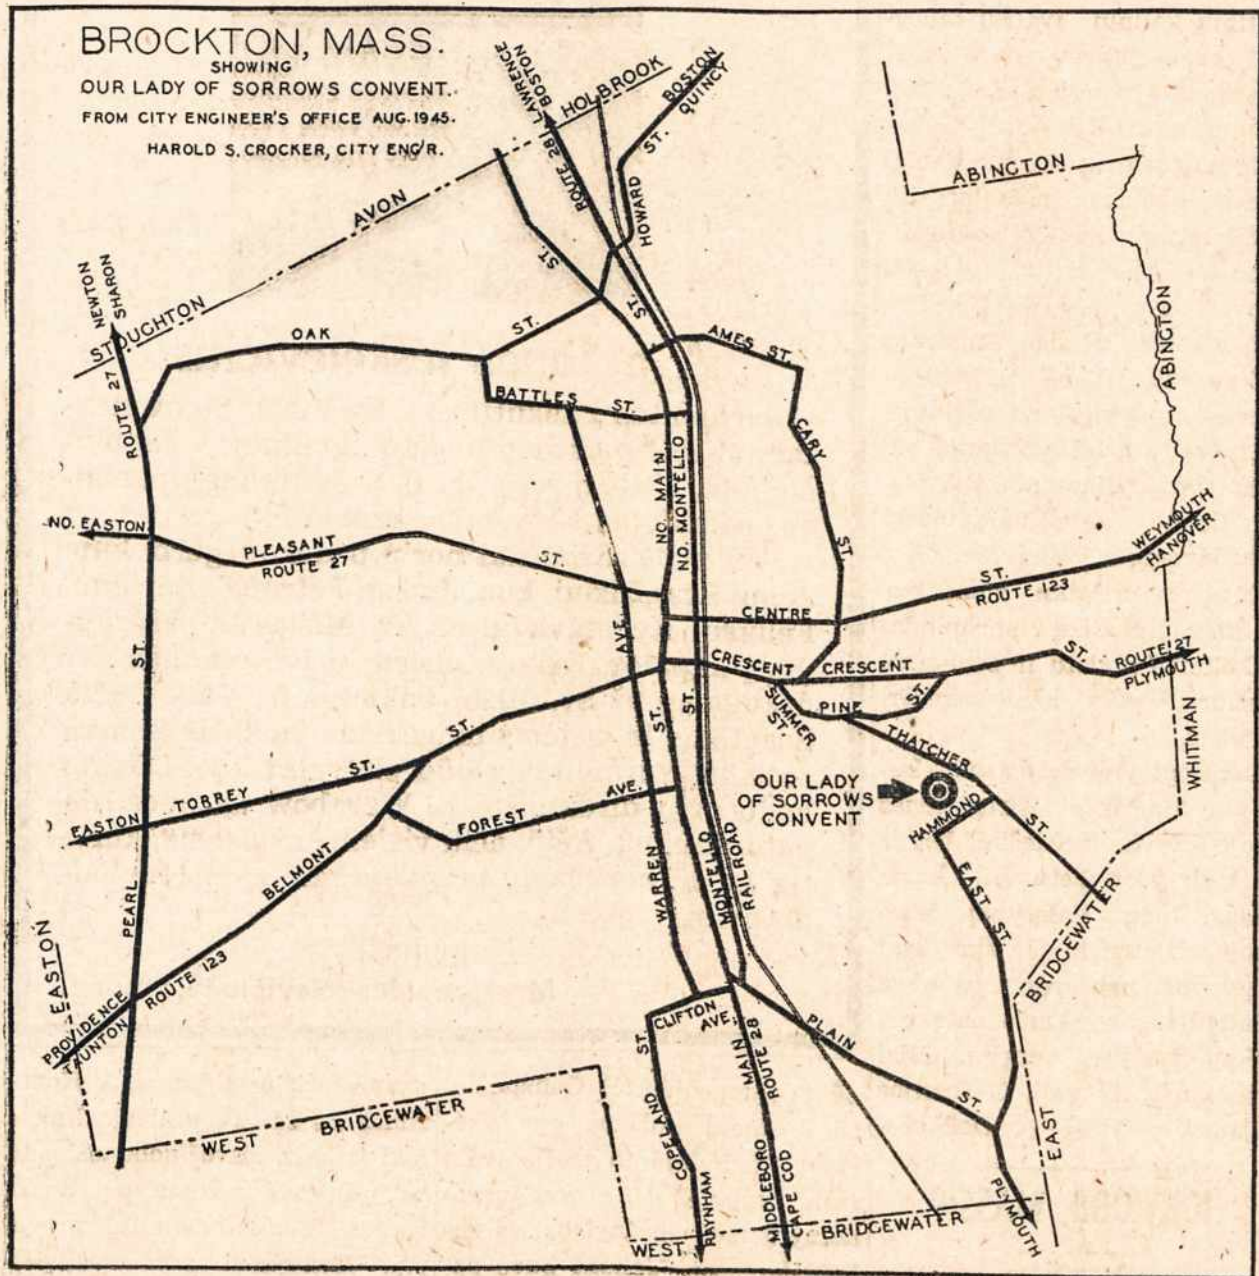 BROCKTON, MASS.
SHOWING
OUR LADY OF SORROWS CONVENT.
FROM CITY ENGINEER'S OFFICE AUG. 1945.
HAROLD S. CROCKER, CITY ENG'R.
LAWRENCE
BOSTON
ROUTE 28
HOLBROOK
BOSTON
QUINCY
ST.
HOWARD
AVON
ABINGTON
ABINGTON
NEWTON
SHARON
STOUGHTON
ROUTE 27
OAK
ST.
ST.
ST.
AMES ST.
BATTLES ST.
CARY
ST.
NO. MAIN
NO. MONTELLO
NO. EASTON
PLEASANT
ROUTE 27
ST.
WEYMOUTH
HANOVER
ST.
ROUTE 123
CENTRE
ST.
AVE.
CRESCENT
CRESCENT
ST.
ROUTE 27
PLYMOUTH
SUMMER
ST.
PINE
ST.
ST.
ST.
ST.
THATCHER
WHITMAN
OUR LADY
OF SORROWS
CONVENT
HAMMOND
ST.
EASTON
TORREY
ST.
FOREST
AVE.
BELMONT
PEARL
WARREN
MONTELLO
RAILROAD
EAST ST.
BRIDGEWATER
EASTON
PROVIDENCE
TAUNTON
ROUTE 123
CLIFTON
AVE.
ST.
MAIN
ROUTE 28
PLAIN
ST.
COPELAND
WEST BRIDGEWATER
EAST
RAYNHAM
MIDDLEBORO
CAPE COD
PLYMOUTH
WEST BRIDGEWATER